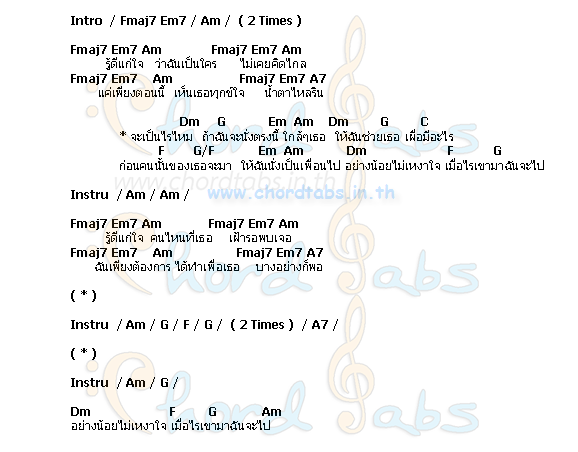 Intro / Fmaj7 Em7 / Am / ( 2 Times )
Fmaj7 Em7 Am Fmaj7 Em7 Am
รู้ดีแก่ใจ ว่าฉันเป็นใคร ไม่เคยคิดไกล
Fmaj7 Em7 Am Fmaj7 Em7 A7
แค่เพียงตอนนี้ เห็นเธอทุกข์ใจ น้ำตาไหลริน
Dm G Em Am Dm G C
* จะเป็นไรไหม ถ้าฉันจะนั่งตรงนี้ ใกล้ๆเธอ ให้ฉันช่วยเธอ เผื่อมีอะไร
F G/F Em Am Dm F G
ก่อนคนนั้นของเธอจะมา ให้ฉันนั่งเป็นเพื่อนไป อย่างน้อยไม่เหงาใจ เมื่อไรเขามาฉันจะไป
www.chordtabs.in.th
www.chordtabs.in.th
Instru / Am / Am /
Fmaj7 Em7 Am Fmaj7 Em7 Am
รู้ดีแก่ใจ คนไหนที่เธอ เฝ้ารอพบเจอ
Fmaj7 Em7 Am Fmaj7 Em7 A7
ฉันเพียงต้องการ ได้ทำเพื่อเธอ บางอย่างก็พอ
( * )
Instru / Am / G / F / G / ( 2 Times ) / A7 /
( * )
Instru / Am / G /
Dm F G Am
อย่างน้อยไม่เหงาใจ เมื่อไรเขามาฉันจะไป
Chord Tabs